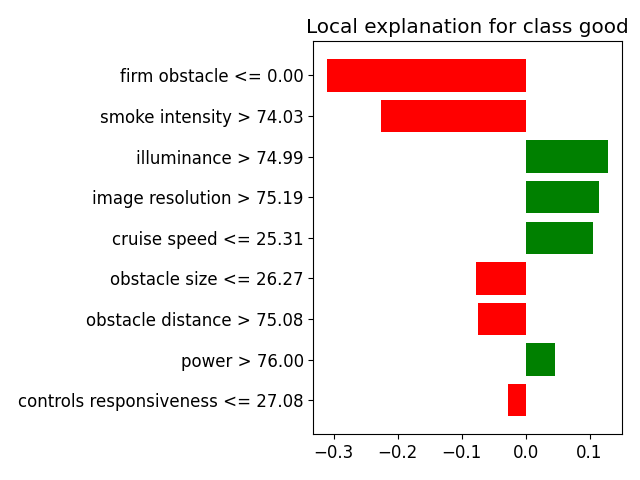 Local explanation for class good
firm obstacle <= 0.00
smoke intensity > 74.03
illuminance > 74.99
image resolution > 75.19
cruise speed <= 25.31
obstacle size <= 26.27
obstacle distance > 75.08
power > 76.00
controls responsiveness <= 27.08
−0.3 −0.2 −0.1 0.0 0.1